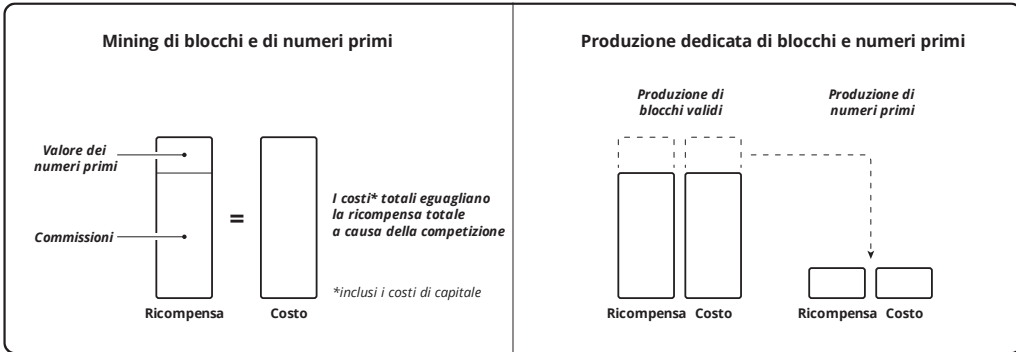 Mining di blocchi e di numeri primi
Valore dei
numeri primi
Commissioni
=
I costi* totali eguagliano
la ricompensa totale
a causa della competizione
*inclusi i costi di capitale
Ricompensa
Costo
Produzione dedicata di blocchi e numeri primi
Produzione di
blocchi validi
Produzione di
numeri primi
Ricompensa Costo
Ricompensa Costo